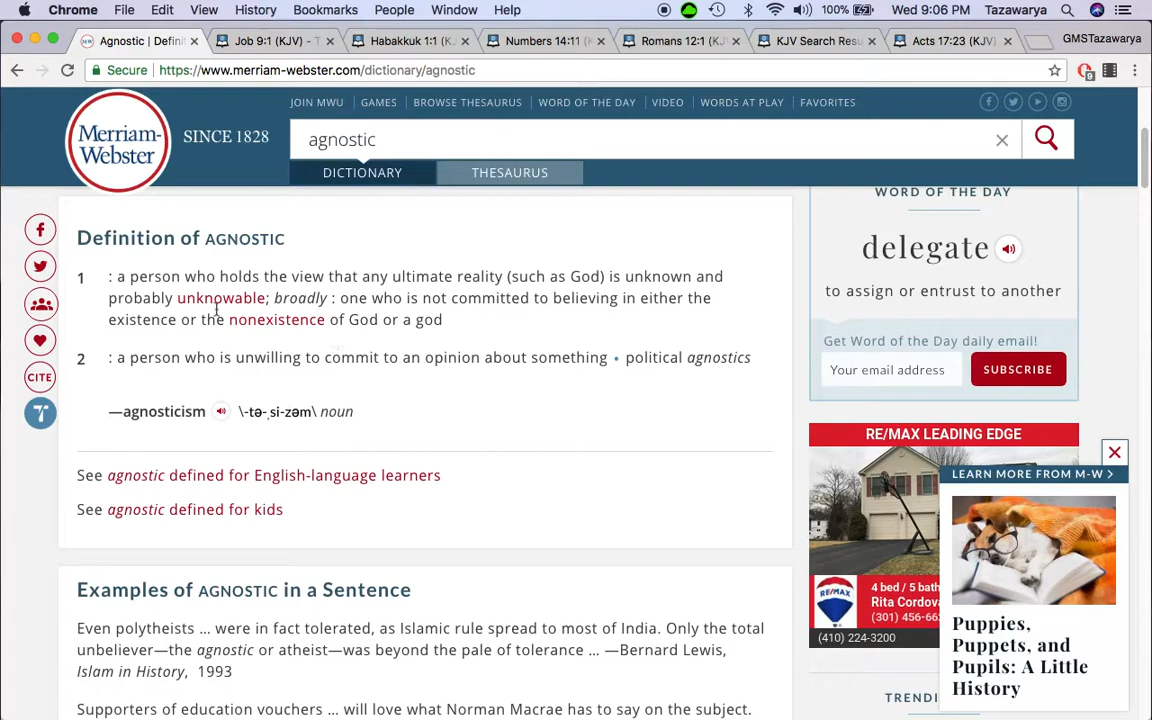 Chrome File Edit View History Bookmarks People Window Help 100% Wed 9:06 PM Tazawarya
Agnostic | Defini Job 9:1 (KJV) - T Habakkuk 1:1 (K Numbers 14:11 ( Romans 12:1 (KJ KJV Search Resu Acts 17:23 (KJV) GMSTazawarya
Secure https://www.merriam-webster.com/dictionary/agnostic 9
JOIN MWU GAMES BROWSE THESAURUS WORD OF THE DAY VIDEO WORDS AT PLAY FAVORITES
Merriam-
Webster
SINCE 1828
agnostic
DICTIONARY THESAURUS
Definition of AGNOSTIC
1 : a person who holds the view that any ultimate reality (such as God) is unknown and
probably unknowable; broadly : one who is not committed to believing in either the
existence or the nonexistence of God or a god
2 : a person who is unwilling to commit to an opinion about something • political agnostics
—agnosticism \-tə-ˌsi-zəm\ noun
See agnostic defined for English-language learners
See agnostic defined for kids
CITE
Examples of AGNOSTIC in a Sentence
Even polytheists … were in fact tolerated, as Islamic rule spread to most of India. Only the total
unbeliever—the agnostic or atheist—was beyond the pale of tolerance … —Bernard Lewis,
Islam in History, 1993
Supporters of education vouchers … will love what Norman Macrae has to say on the subject.
WORD OF THE DAY
delegate
to assign or entrust to another
Get Word of the Day daily email!
Your email address SUBSCRIBE
RE/MAX LEADING EDGE
4 bed / 5 bath
Rita Cordova
(301) 456-66
(410) 224-3200
RE/MAX
LEARN MORE FROM M-W >
Puppies,
Puppets, and
Pupils: A Little
History
TRENDI